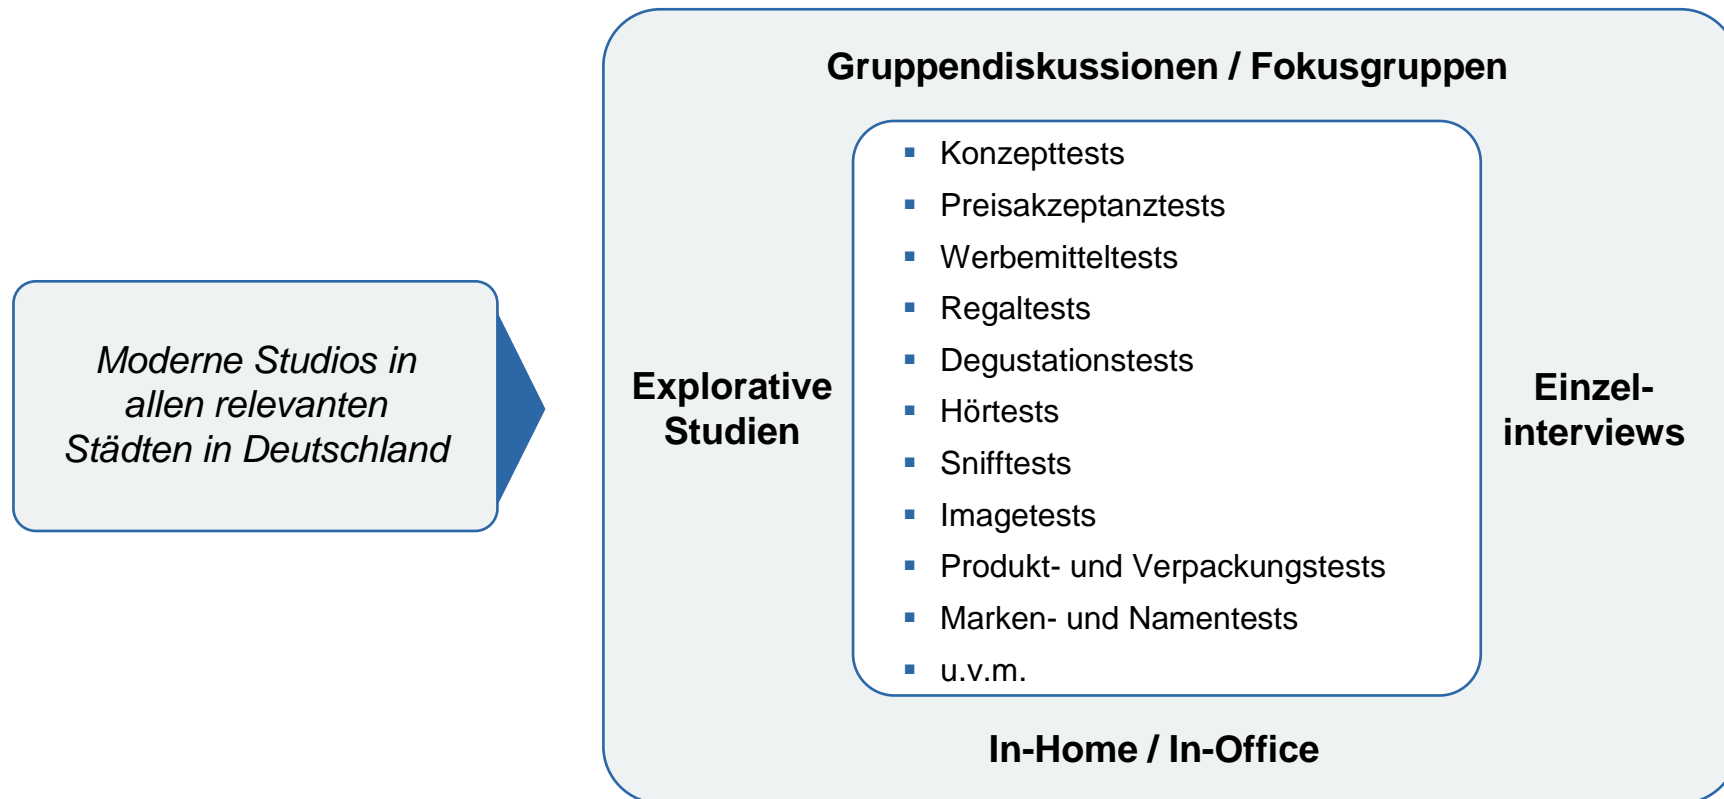 Gruppendiskussionen / Fokusgruppen
Moderne Studios in
allen relevanten
Städten in Deutschland
Explorative
Studien
Konzepttests
Preisakzeptanztests
Werbemitteltests
Regaltests
Degustationstests
Hörtests
Snifftests
Imagetests
Produkt- und Verpackungstests
Marken- und Namentests
u.v.m.
Einzel-
interviews
In-Home / In-Office